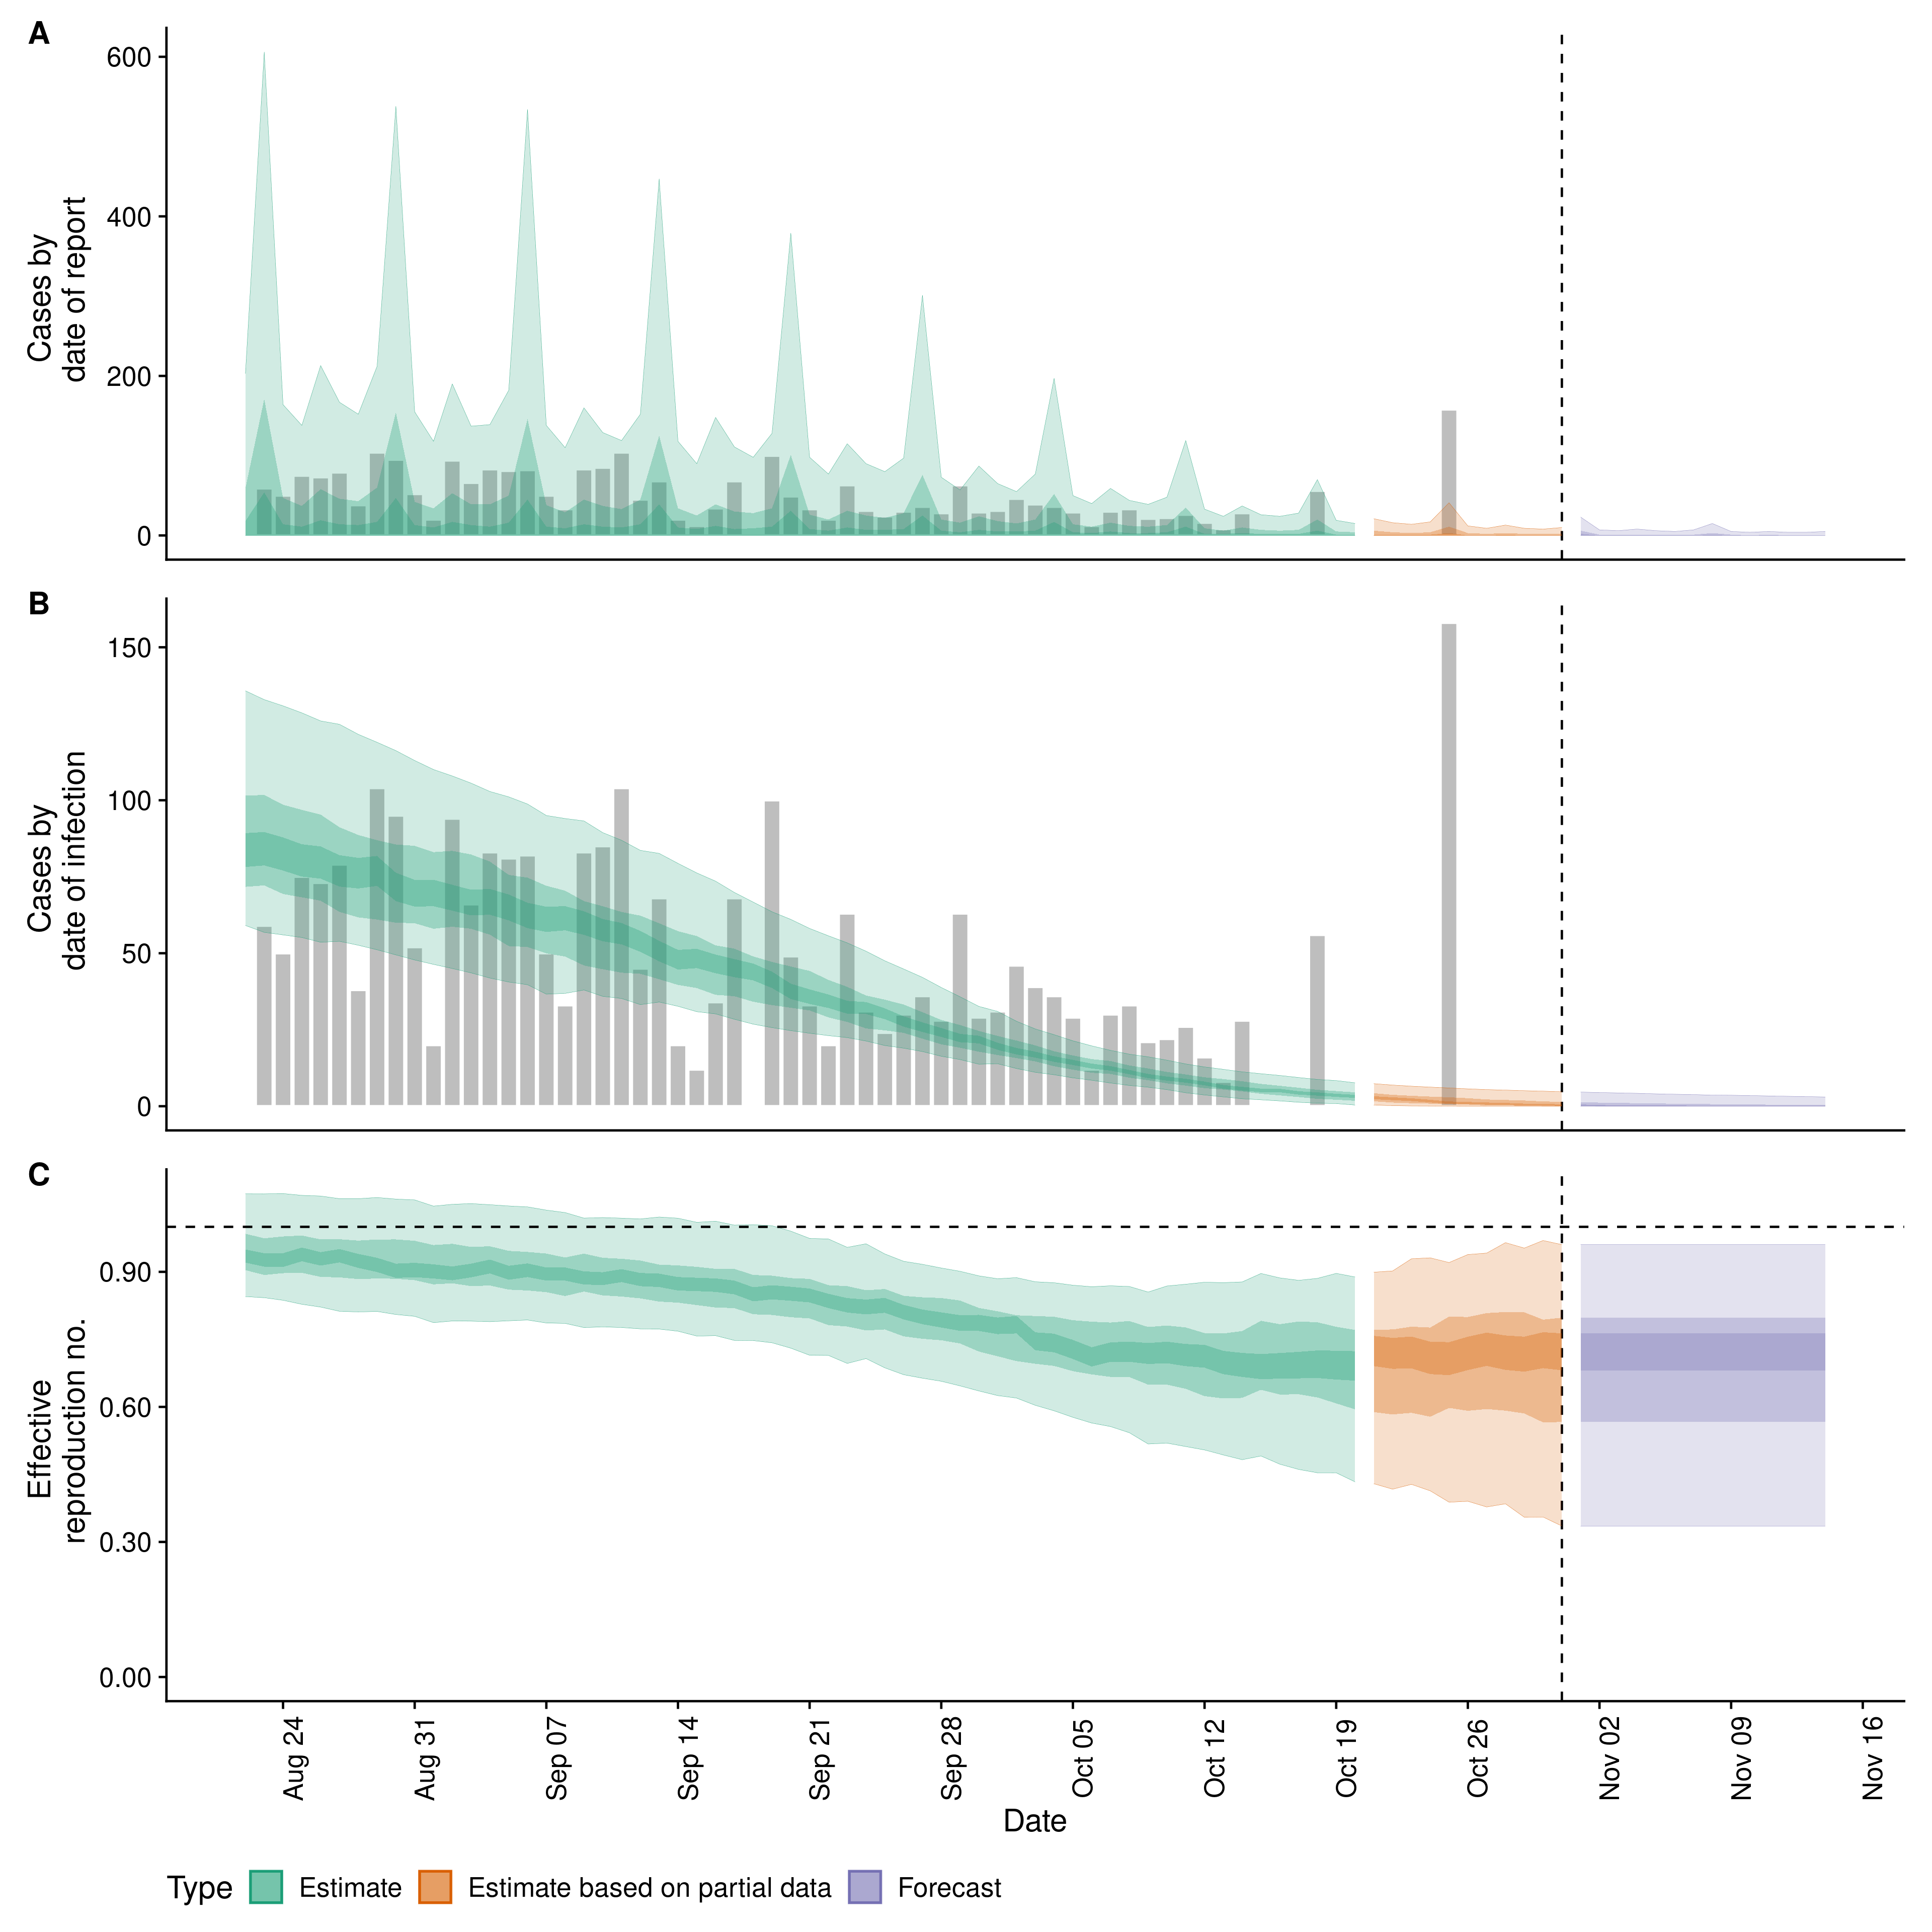 A
Cases by
date of report
600
400
200
0
B
Cases by
date of infection
150
100
50
0
C
Effective
reproduction no.
0.90
0.60
0.30
0.00
Aug 24
Aug 31
Sep 07
Sep 14
Sep 21
Sep 28
Oct 05
Oct 12
Oct 19
Oct 26
Nov 02
Nov 09
Nov 16
Date
Type Estimate Estimate based on partial data Forecast